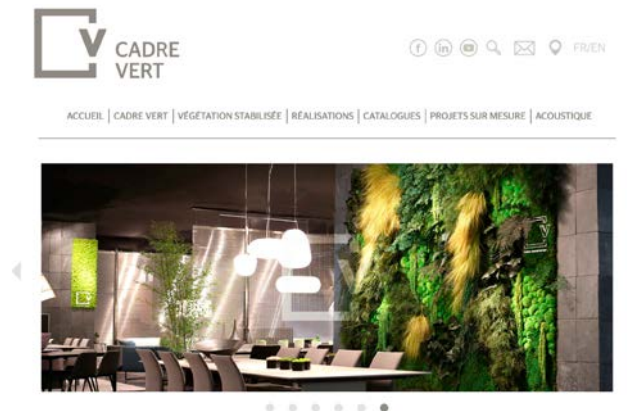 CADRE
VERT
FR/EN
ACCUEIL | CADRE VERT | VÉGÉTATION STABILISÉE | RÉALISATIONS | CATALOGUES | PROJETS SUR MESURE | ACOUSTIQUE